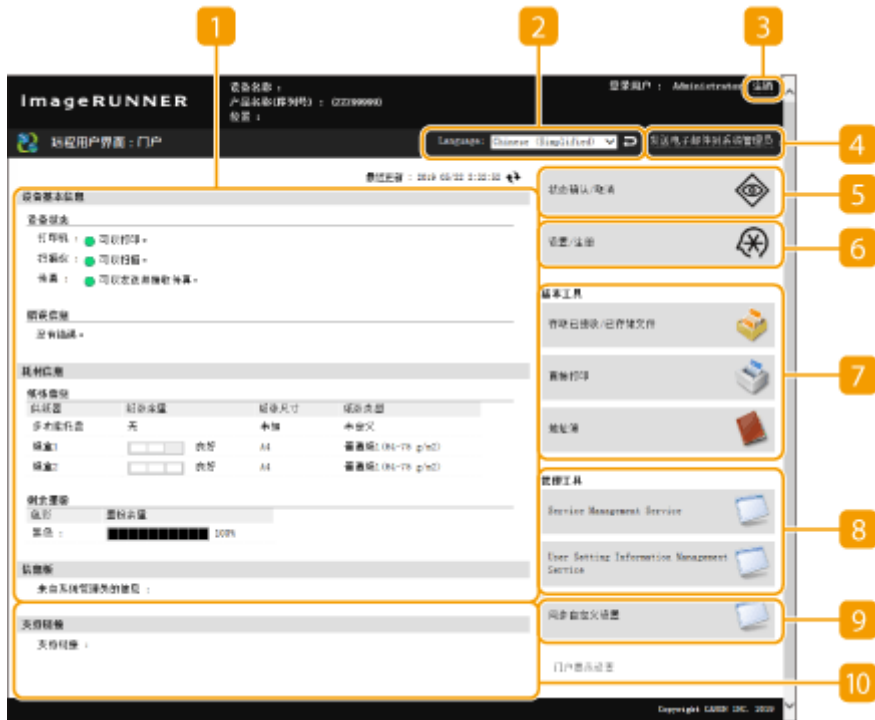 1
2
3
ImageRUNNER
设备名称 :
产品名称(序列号) : (ZZZ99999)
位置 :
登录用户 : Administrator 注销
远程用户界面 : 门户
Language: Chinese (Simplified)
发送电子邮件到系统管理员
4
最近更新 : 2019 05/22 2:32:52
设备基本信息
设备状态
打印机 : 可以打印。
扫描仪 : 可以扫描。
传真 : 可以发送或接收传真。
错误信息
没有错误。
耗材信息
纸张信息
供纸器 纸张余量 纸张尺寸 纸张类型
多功能托盘 无 未知 未定义
纸盒1 良好 A4 普通纸1(64-75 g/m2)
纸盒2 良好 A4 普通纸1(64-75 g/m2)
剩余墨粉
色彩 墨粉余量
黑色 : 100%
信息板
来自系统管理员的信息 :
支持链接
支持链接 :
状态确认/取消
5
设置/注册
6
基本工具
存取已接收/已存储文件
直接打印
7
地址簿
管理工具
Service Management Service
8
User Setting Information Management
Service
同步自定义设置
9
门户显示设置
10
Copyright CANON INC. 2019